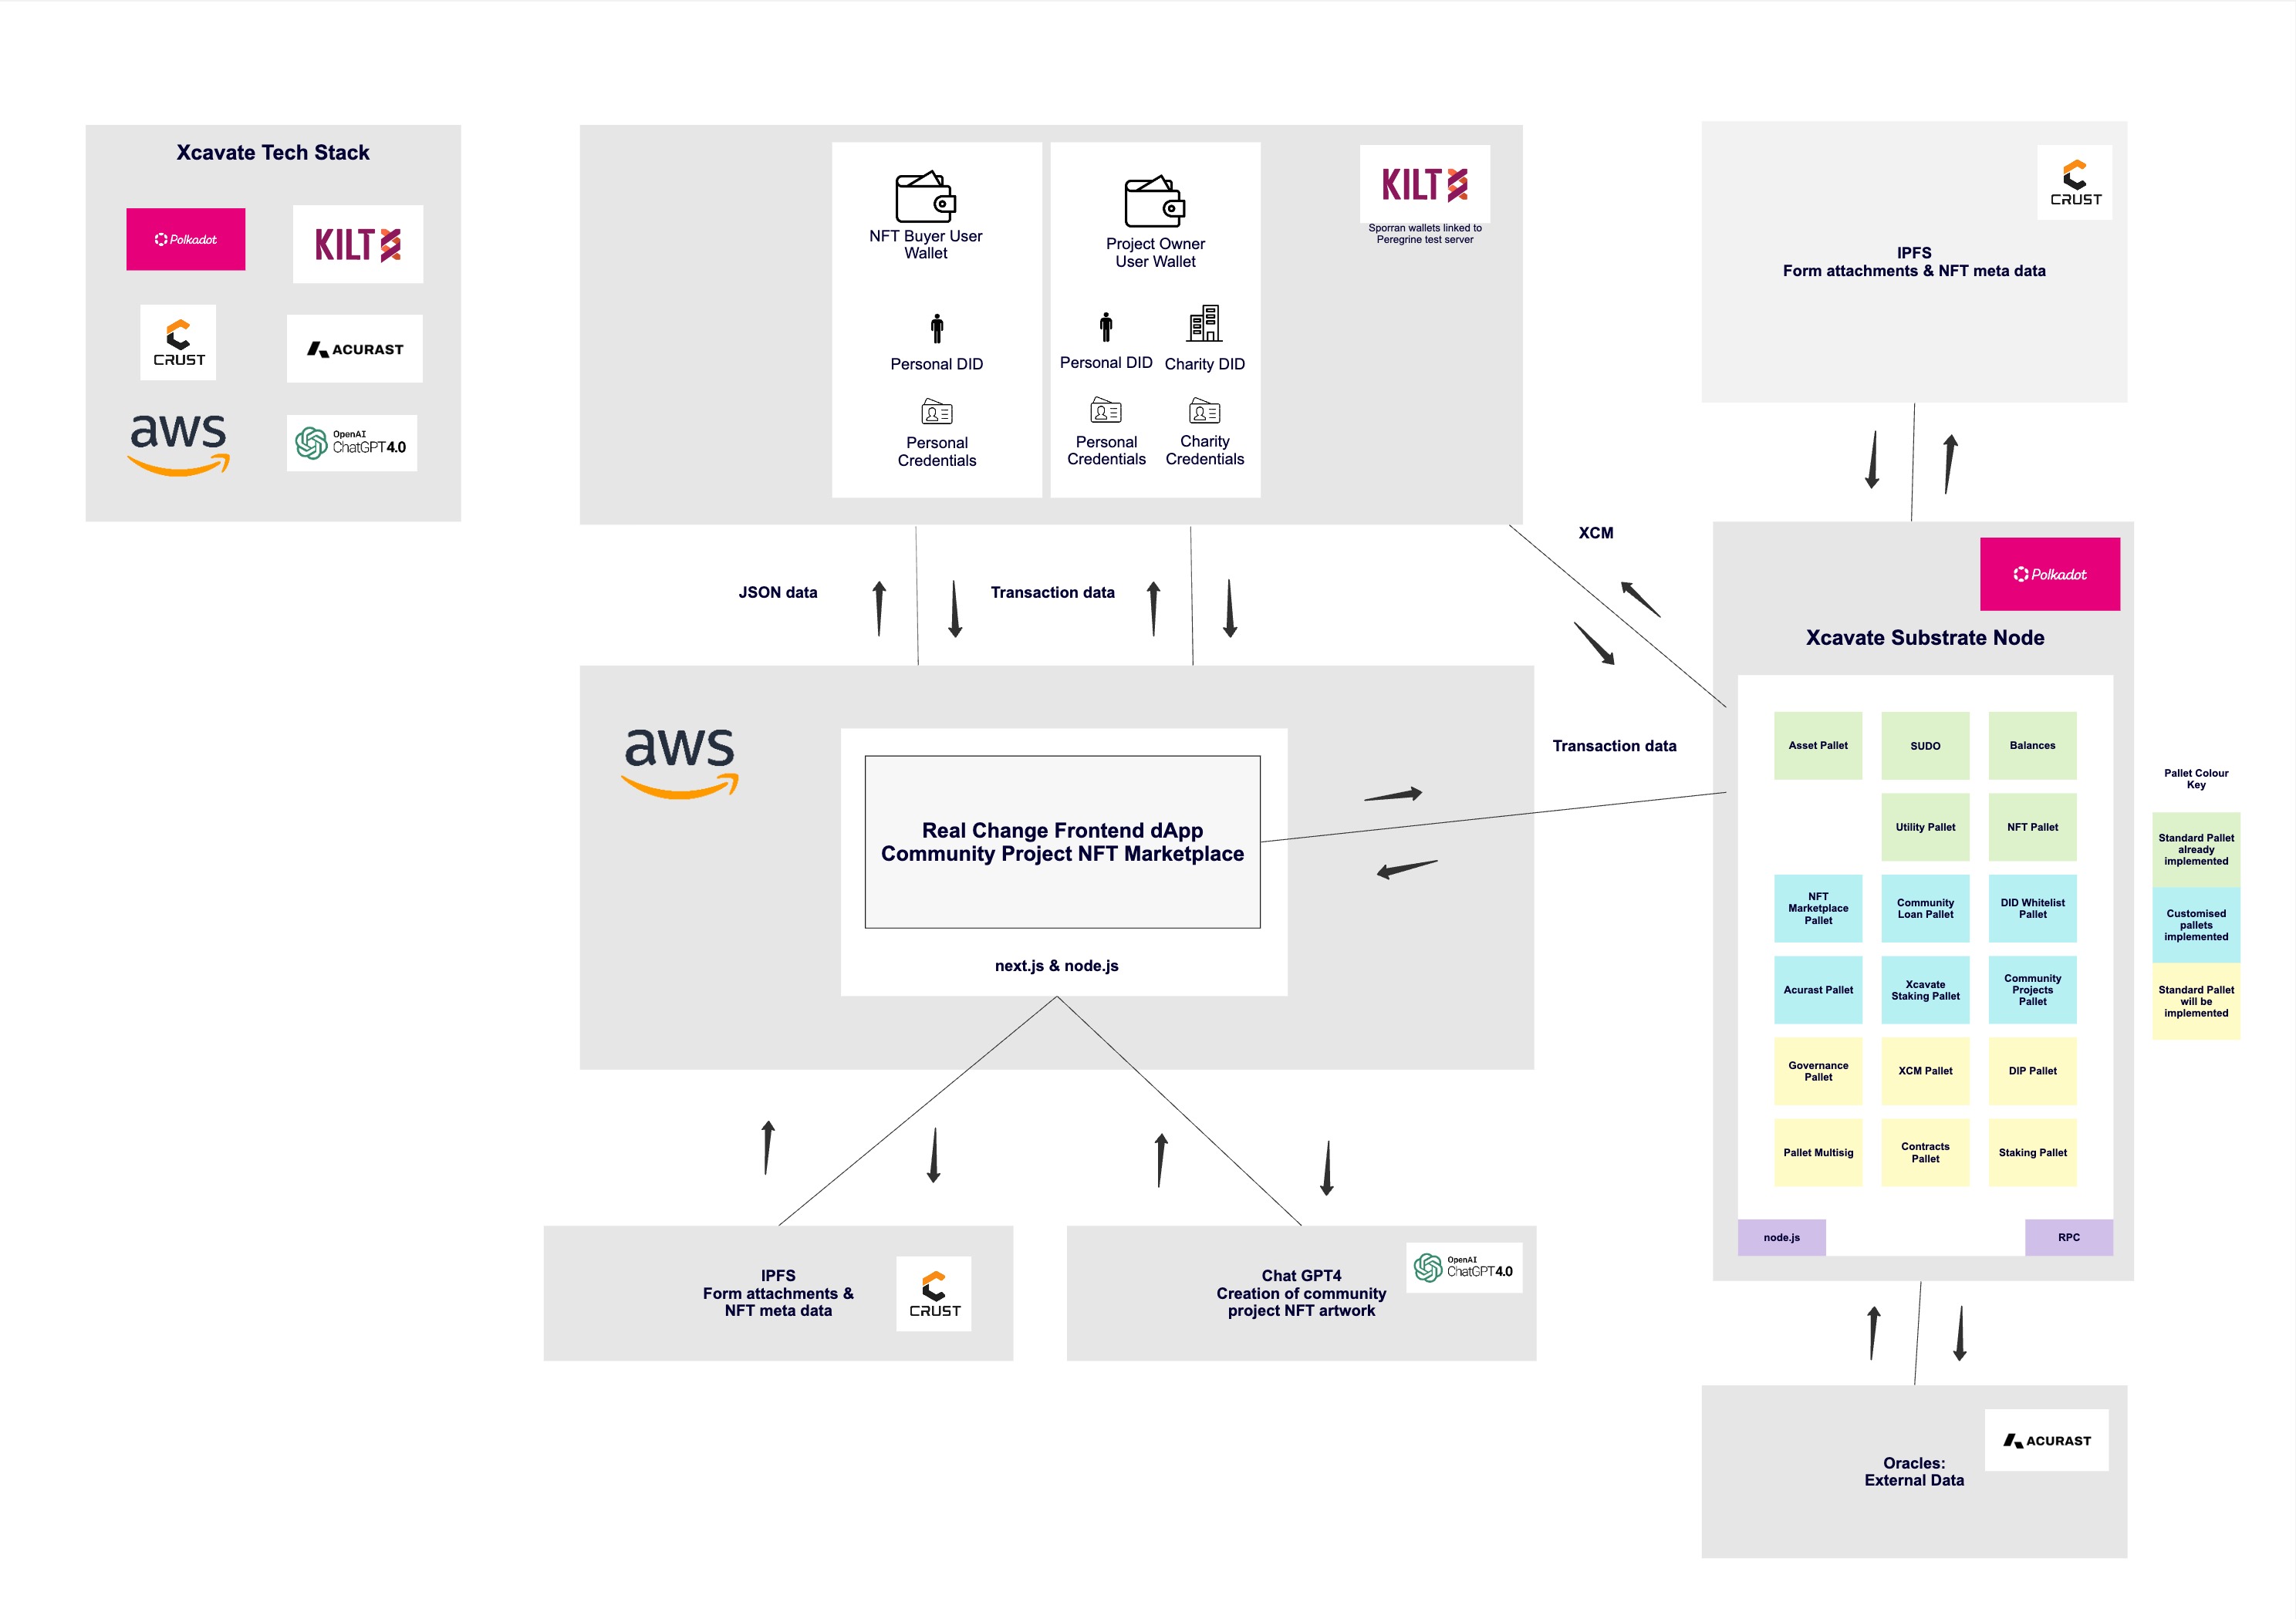 Xcavate Tech Stack
Polkadot
KILT
CRUST
ACURAST
aws
OpenAI
ChatGPT4.0
NFT Buyer User
Wallet
Personal DID
Personal
Credentials
Project Owner
User Wallet
Personal DID
Charity DID
Personal
Credentials
Charity
Credentials
KILT
Sporran wallets linked to
Peregrine test server
CRUST
IPFS
Form attachments & NFT meta data
JSON data
Transaction data
XCM
Transaction data
aws
Real Change Frontend dApp
Community Project NFT Marketplace
next.js & node.js
IPFS
Form attachments &
NFT meta data
CRUST
Chat GPT4
Creation of community
project NFT artwork
OpenAI
ChatGPT4.0
Polkadot
Xcavate Substrate Node
Asset Pallet
SUDO
Balances
Utility Pallet
NFT Pallet
NFT
Marketplace
Pallet
Community
Loan Pallet
DID Whitelist
Pallet
Acurast Pallet
Xcavate
Staking Pallet
Community
Projects
Pallet
Governance
Pallet
XCM Pallet
DIP Pallet
Pallet Multisig
Contracts
Pallet
Staking Pallet
node.js
RPC
Pallet Colour
Key
Standard Pallet
already
implemented
Customised
pallets
implemented
Standard Pallet
will be
implemented
ACURAST
Oracles:
External Data